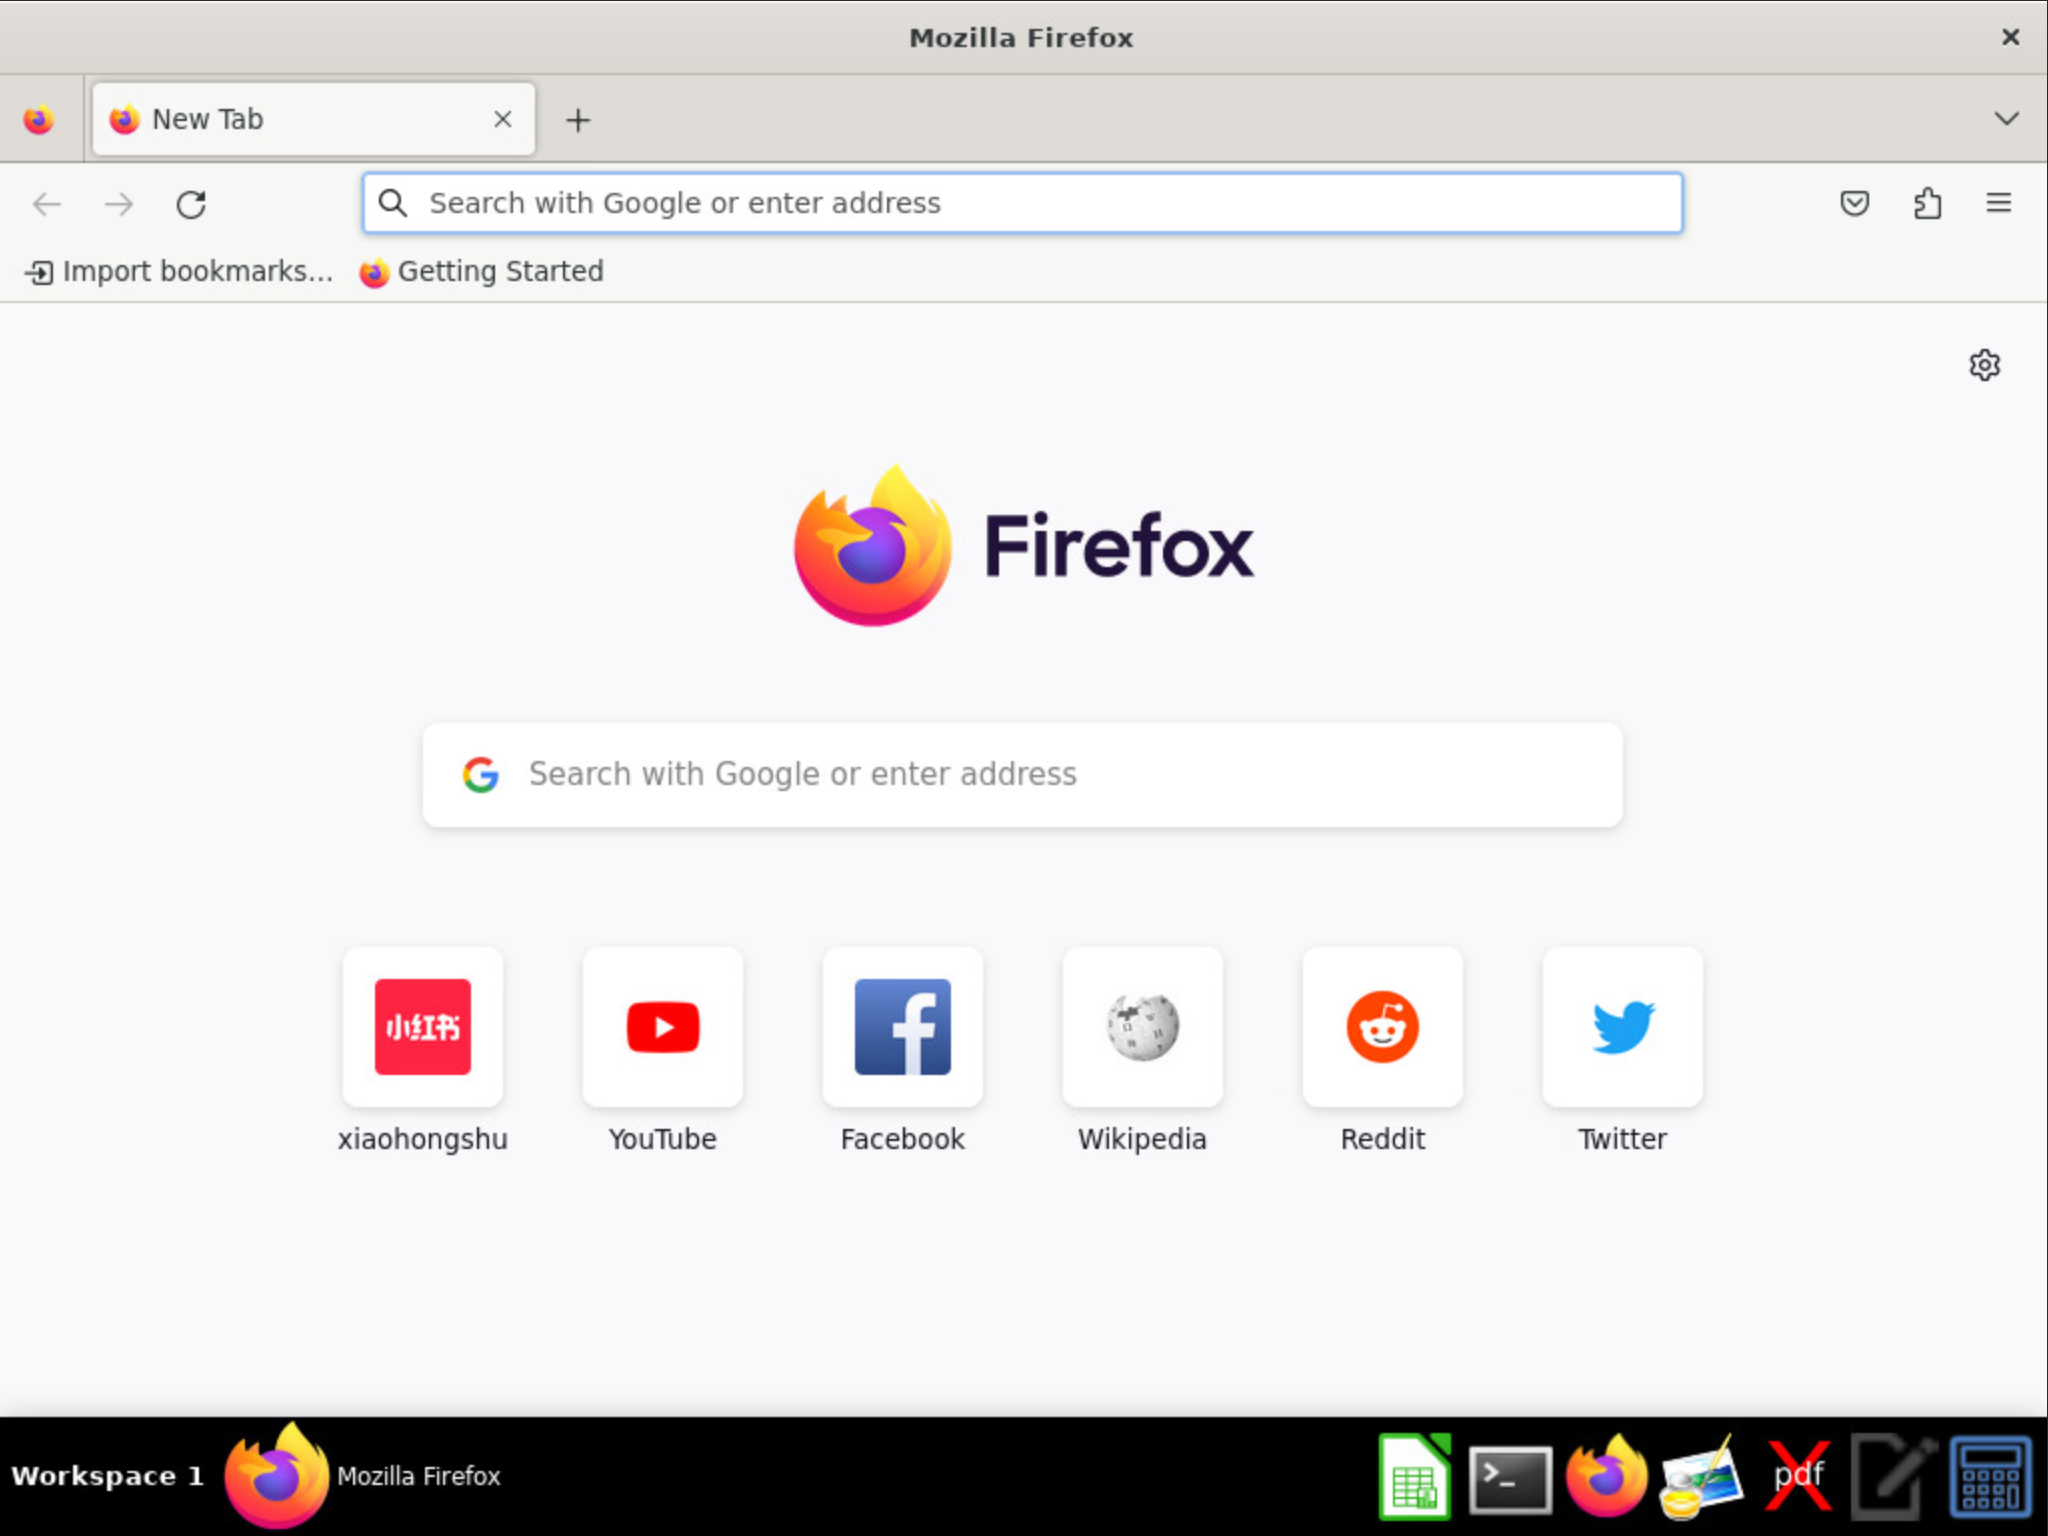 Mozilla Firefox
New Tab
Search with Google or enter address
Import bookmarks... Getting Started
Firefox
Search with Google or enter address
小红书
xiaohongshu YouTube Facebook Wikipedia Reddit Twitter
Workspace 1 Mozilla Firefox pdf